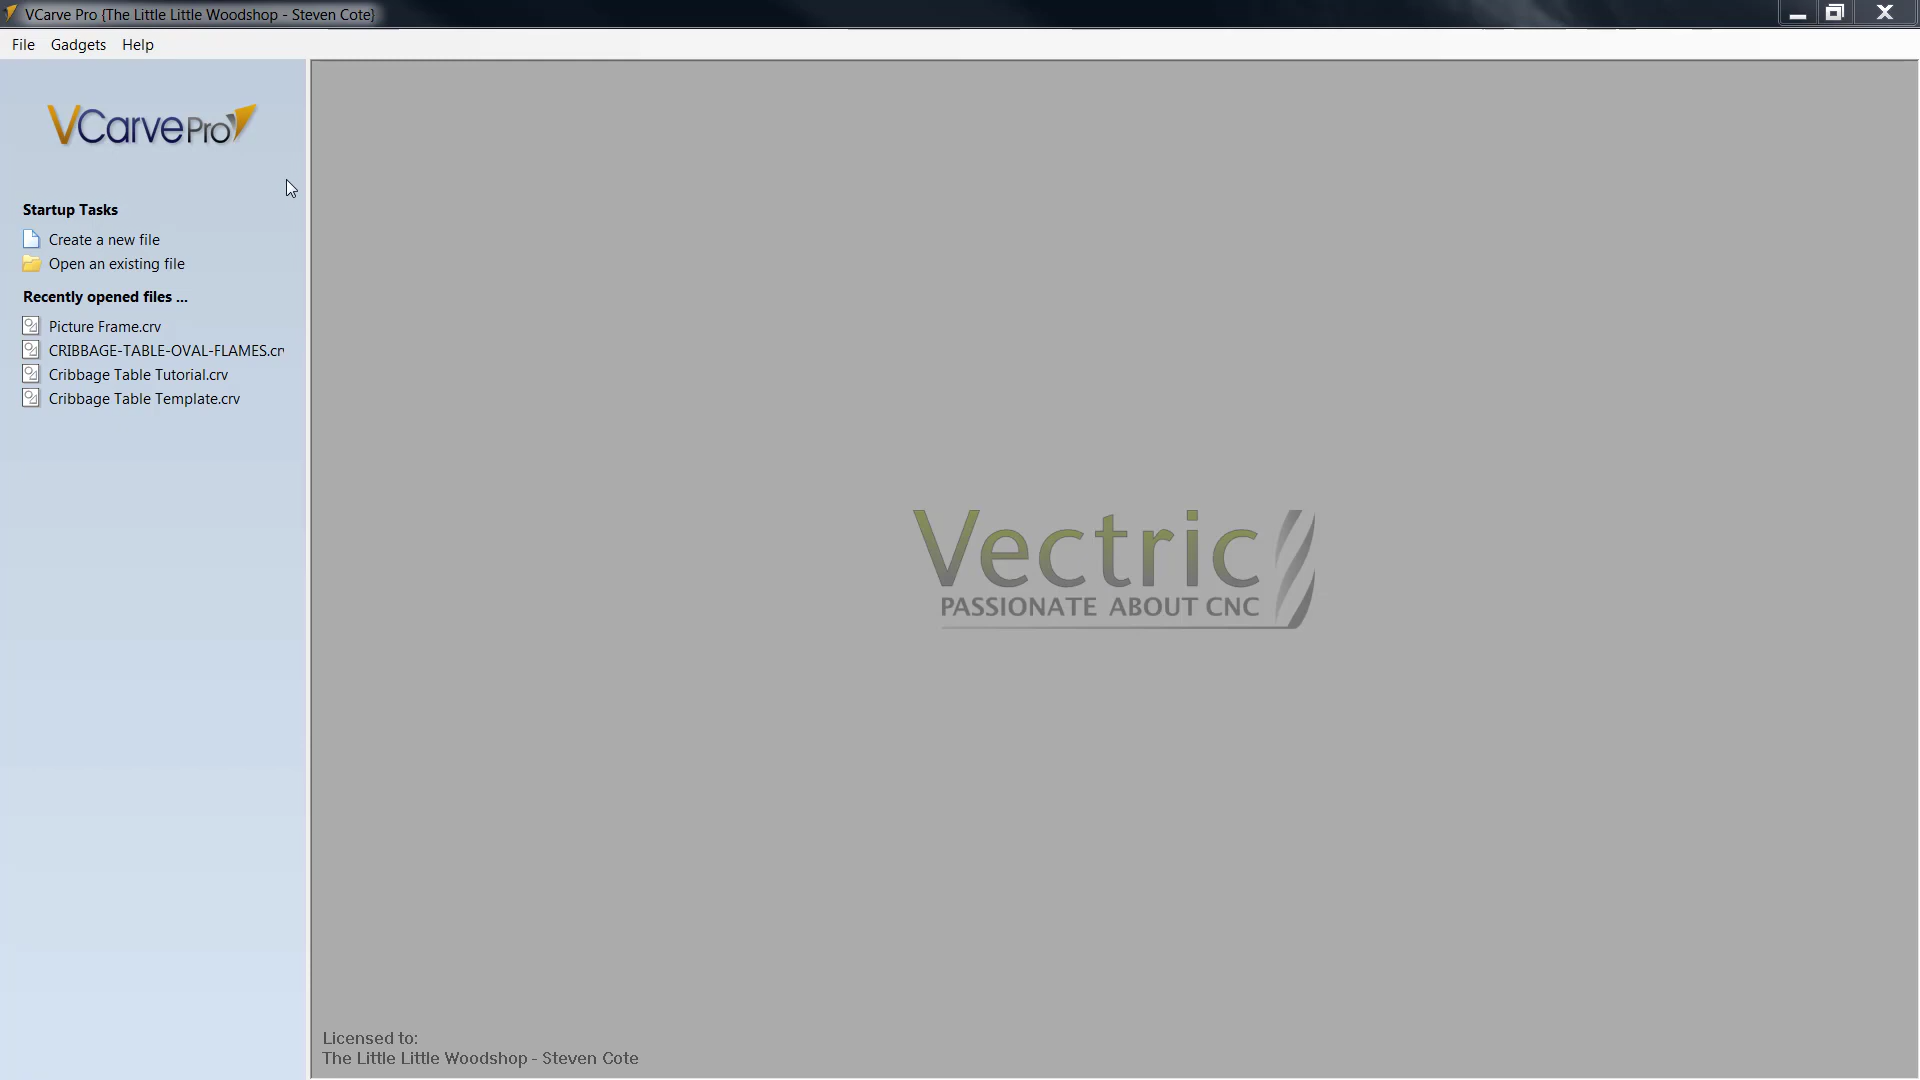 VCarve Pro {The Little Little Woodshop - Steven Cote}
File Gadgets Help
VCarve Pro
Startup Tasks
Create a new file
Open an existing file
Recently opened files ...
Picture Frame.crv
CRIBBAGE-TABLE-OVAL-FLAMES.cr
Cribbage Table Tutorial.crv
Cribbage Table Template.crv
Vectric
PASSIONATE ABOUT CNC
Licensed to:
The Little Little Woodshop - Steven Cote